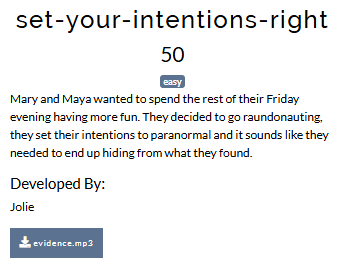 set-your-intentions-right
50
easy
Mary and Maya wanted to spend the rest of their Friday
evening having more fun. They decided to go raundonauting,
they set their intentions to paranormal and it sounds like they
needed to end up hiding from what they found.
Developed By:
Jolie
evidence.mp3